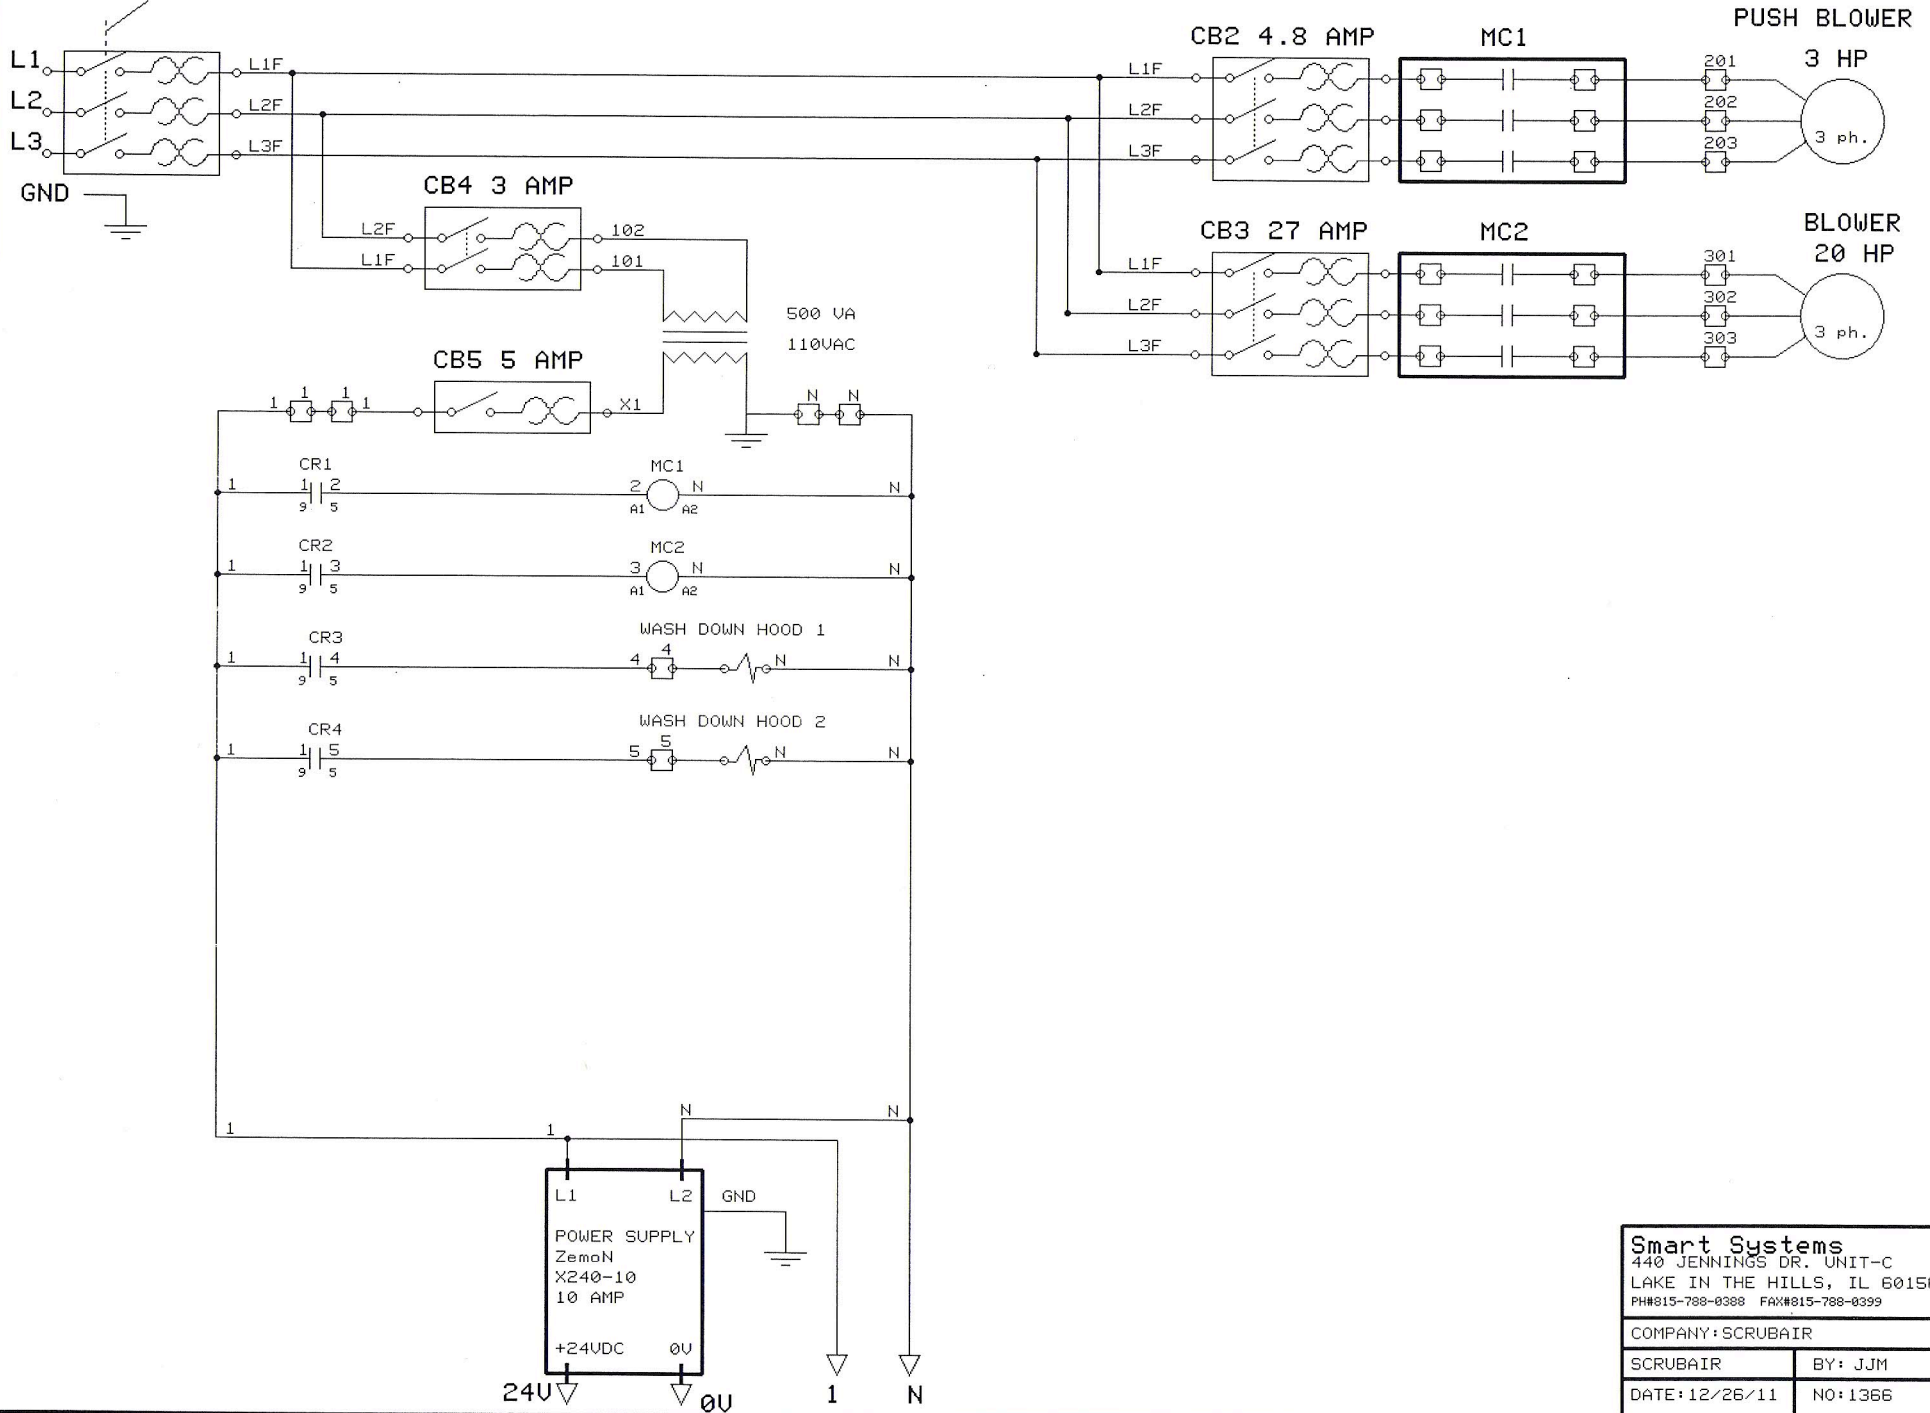 PUSH BLOWER
CB2 4.8 AMP
MC1
3 HP
L1
L1F
L1F
201
L2
L2F
L2F
202
L3
L3F
L3F
203
3 ph.
GND
CB4 3 AMP
L2F
102
L1F
101
CB3 27 AMP
MC2
BLOWER
20 HP
L1F
301
L2F
302
L3F
303
3 ph.
500 VA
110VAC
CB5 5 AMP
1 1 1 1
X1
N N
CR1
MC1
1 1 2 2 N N
9 5 A1 A2
CR2
MC2
1 1 3 3 N N
9 5 A1 A2
CR3
WASH DOWN HOOD 1
1 1 4 4 4 N N
9 5
CR4
WASH DOWN HOOD 2
1 1 5 5 5 N N
9 5
N N
1 1
L1 L2 GND
POWER SUPPLY
ZemoN
X240-10
10 AMP
+24VDC 0V
24V 0V 1 N
Smart Systems
440 JENNINGS DR. UNIT-C
LAKE IN THE HILLS, IL
PH#815-788-0388 FAX#815-788-0399
COMPANY:SCRUBAIR
SCRUBAIR BY: JJM
DATE:12/26/11 NO:1366